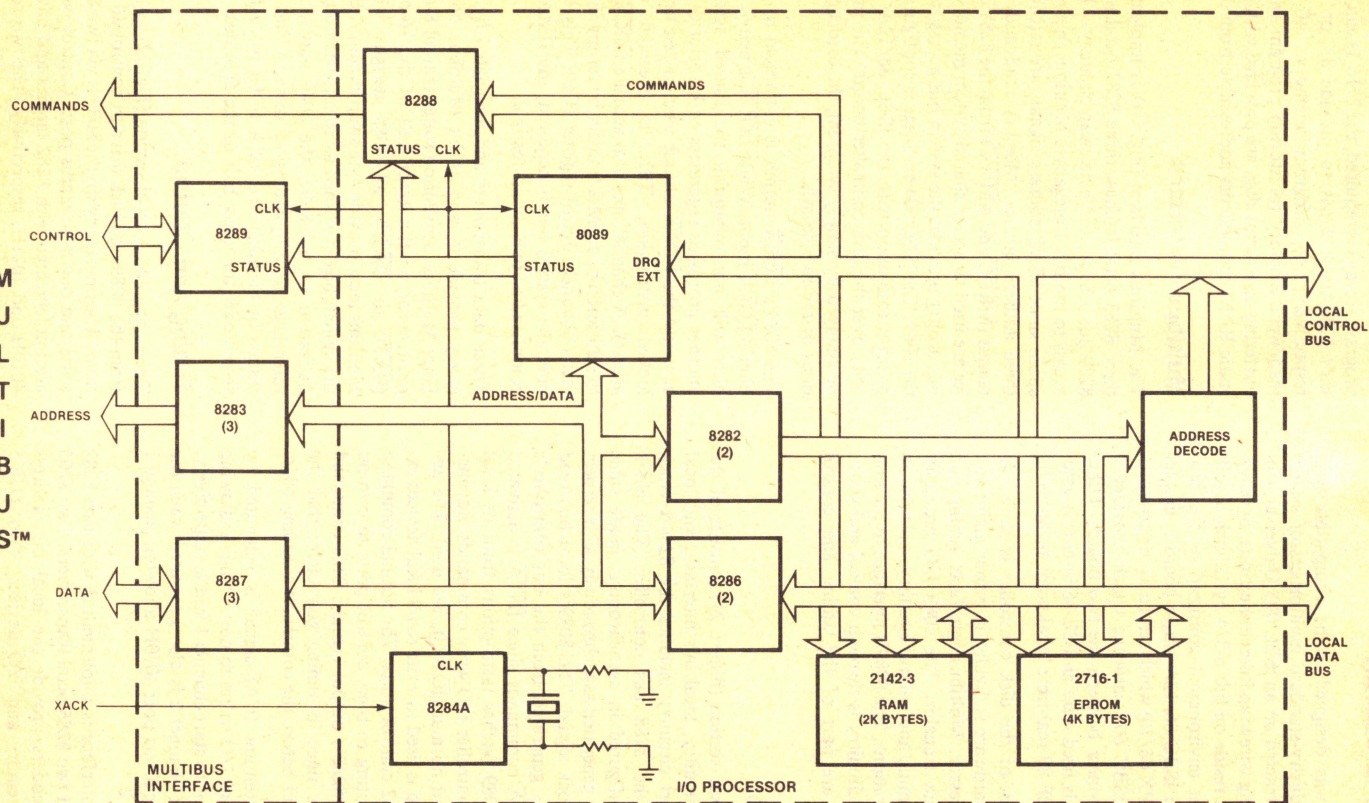 COMMANDS
8288
STATUS CLK
COMMANDS
CONTROL
CLK
8289
STATUS
CLK
8089
STATUS
DRQ
EXT
M
U
L
T
I
B
U
S™
LOCAL
CONTROL
BUS
ADDRESS
8283
(3)
ADDRESS/DATA
8282
(2)
ADDRESS
DECODE
DATA
8287
(3)
8286
(2)
LOCAL
DATA
BUS
XACK
CLK
8284A
2142-3
RAM
(2K BYTES)
2716-1
EPROM
(4K BYTES)
MULTIBUS
INTERFACE
I/O PROCESSOR